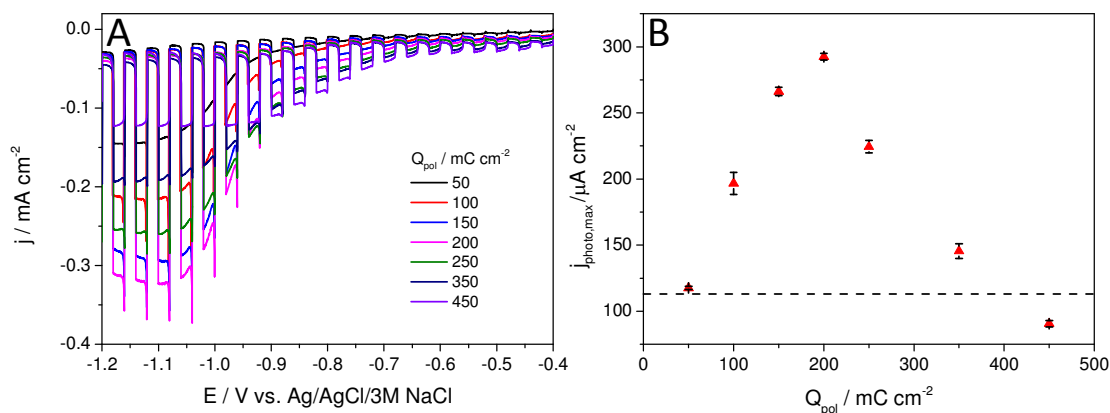 A
0.0
-0.1
-0.2
-0.3
-0.4
j / mA cm-2
-1.2 -1.1 -1.0 -0.9 -0.8 -0.7 -0.6 -0.5 -0.4
E / V vs. Ag/AgCl/3M NaCl
Qpol / mC cm-2
50
100
150
200
250
350
450
B
300
250
200
150
100
jphoto,max/µA cm-2
0 100 200 300 400 500
Qpol / mC cm-2